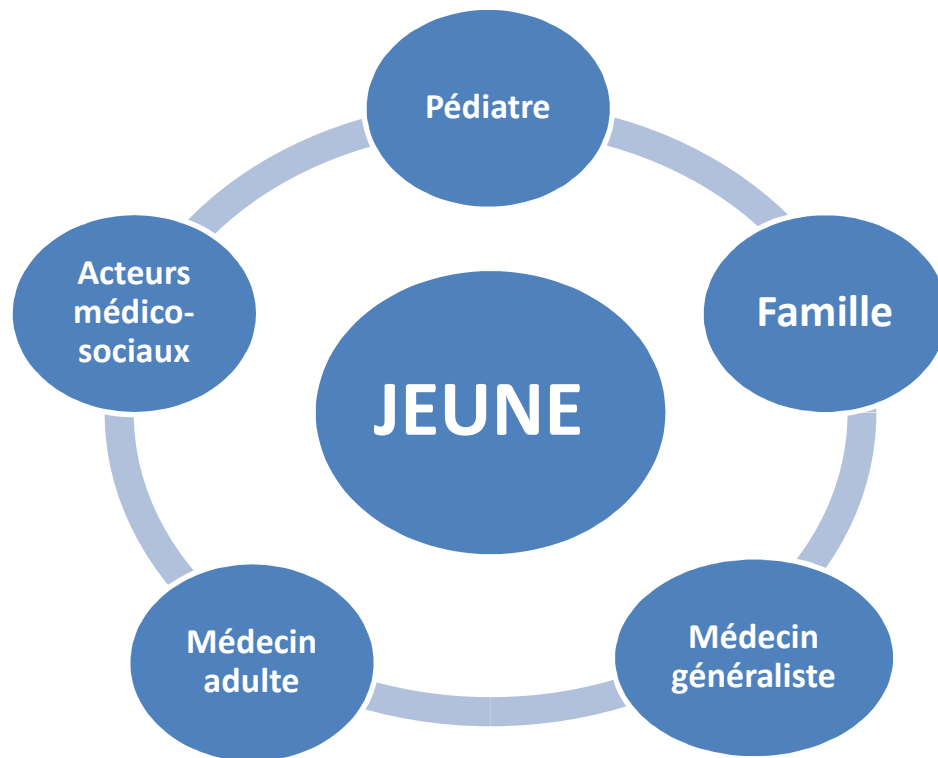 Pédiatre
Acteurs
médico-
sociaux
Famille
JEUNE
Médecin
adulte
Médecin
généraliste